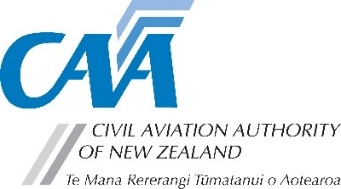 CAA
CIVIL AVIATION AUTHORITY
OF NEW ZEALAND
Te Mana Rererangi Tūmatanui o Aotearoa